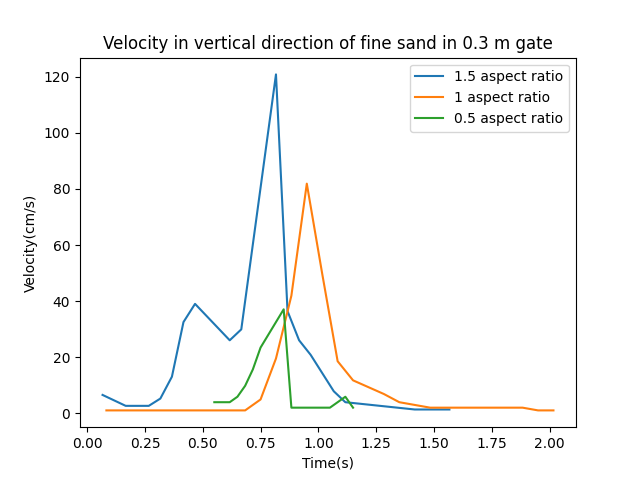 Velocity in vertical direction of fine sand in 0.3 m gate
1.5 aspect ratio
1 aspect ratio
0.5 aspect ratio
Velocity(cm/s)
120
100
80
60
40
20
0
0.00 0.25 0.50 0.75 1.00 1.25 1.50 1.75 2.00
Time(s)